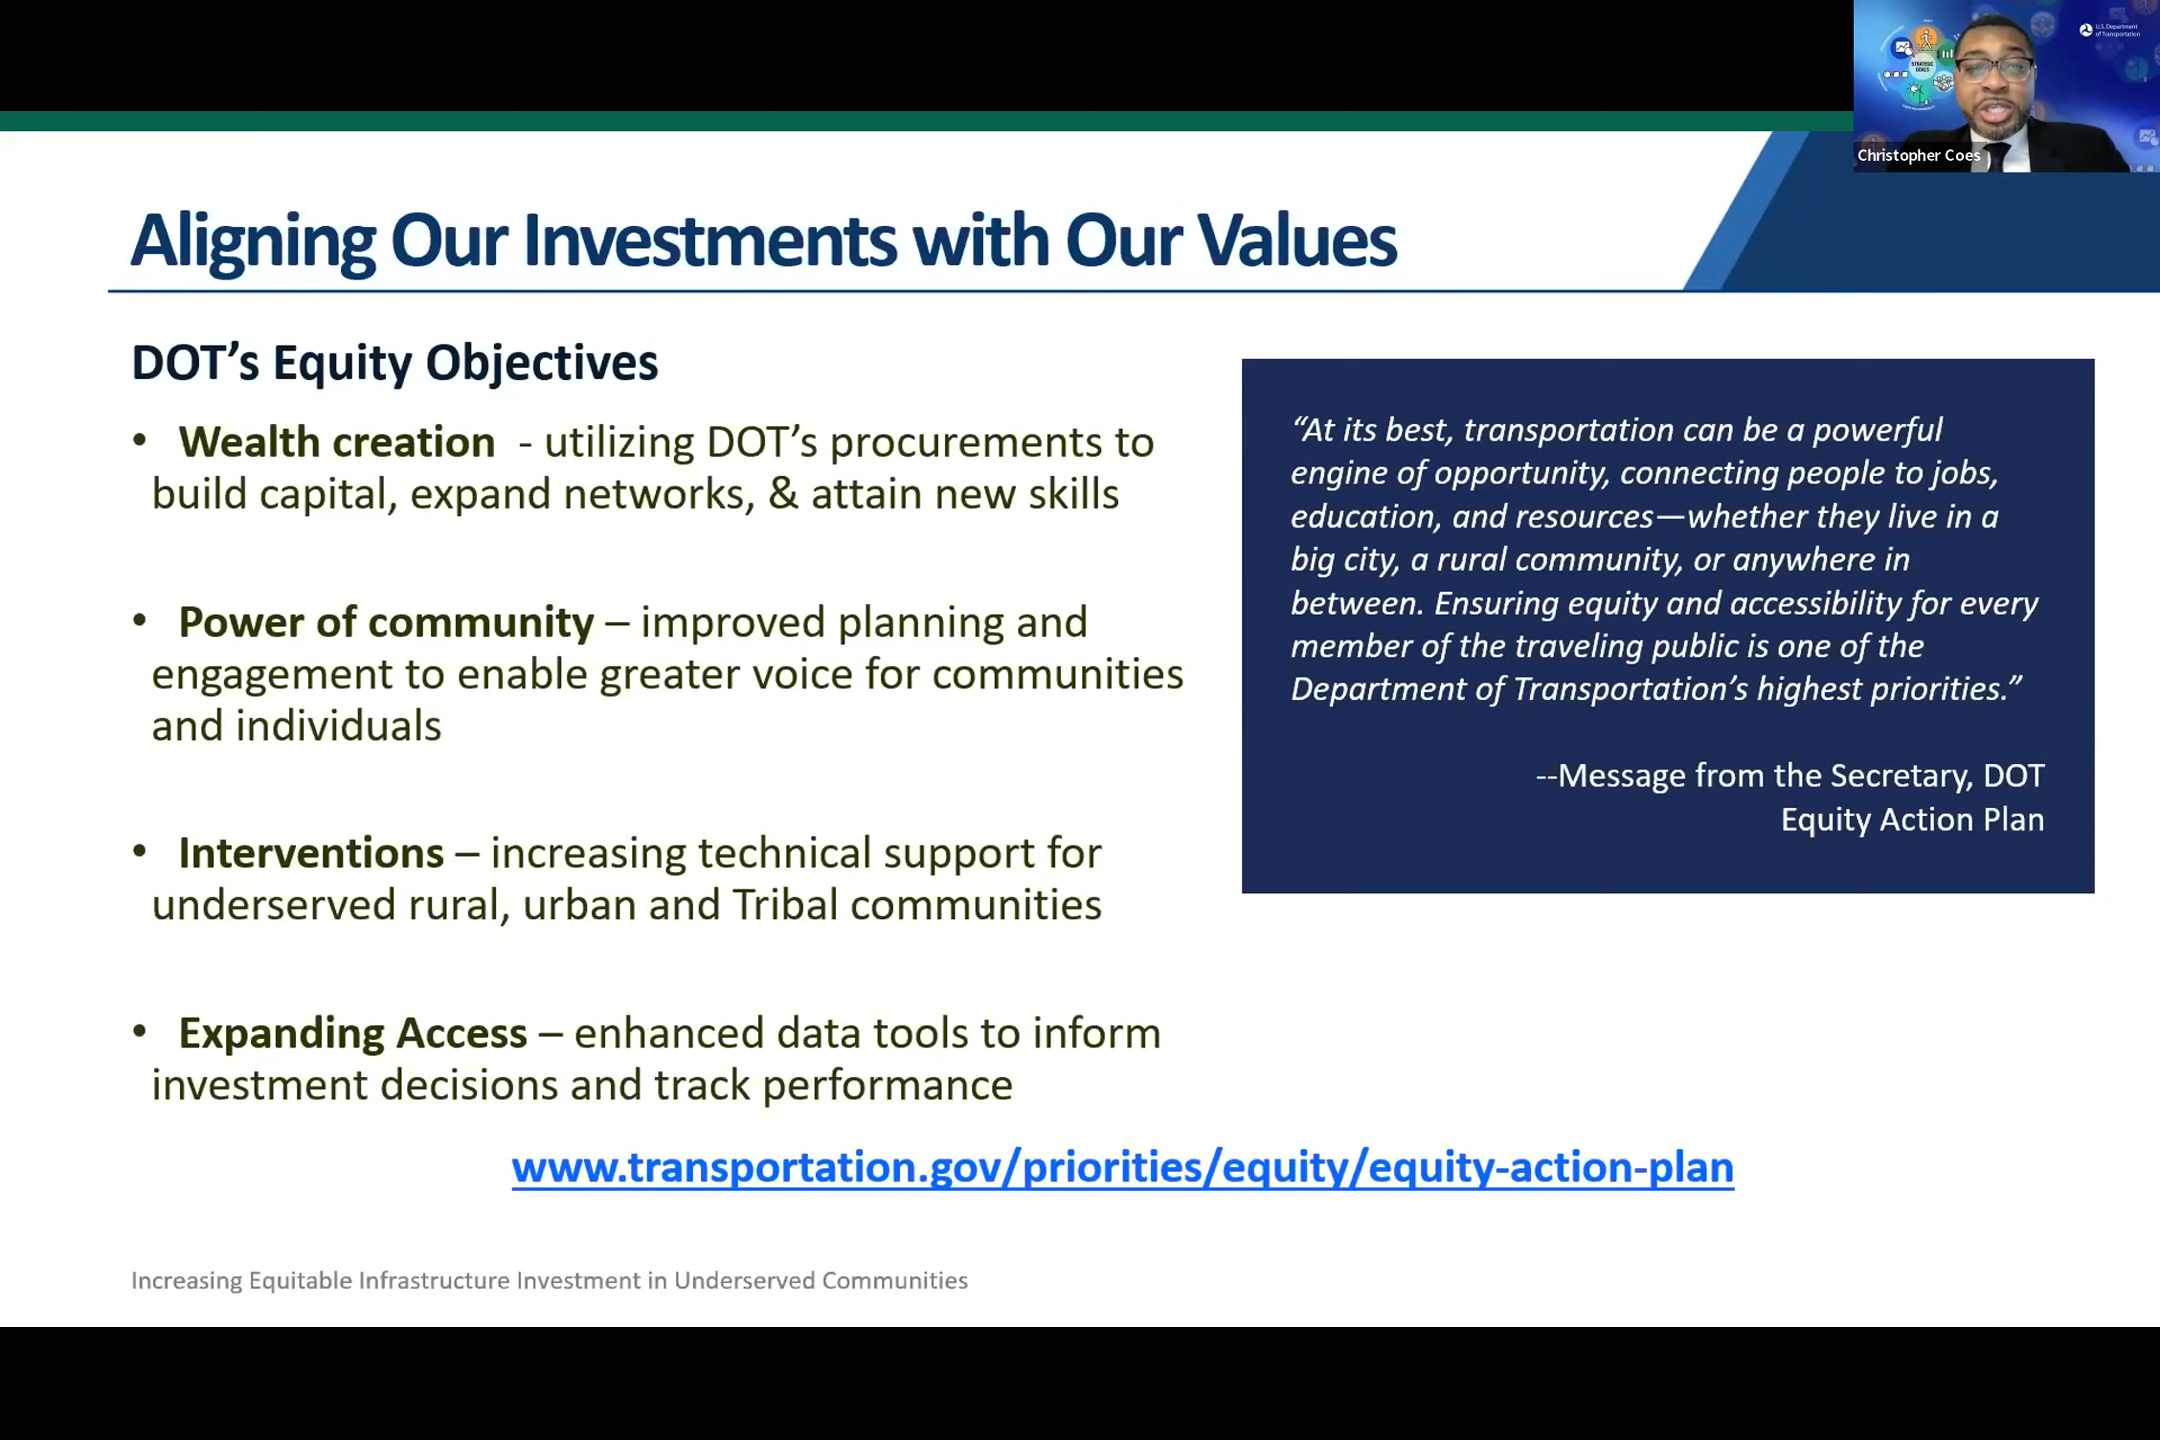 U.S. Department
of Transportation
STRATEGIC
GOALS
Christopher Coes
Aligning Our Investments with Our Values
DOT’s Equity Objectives
• Wealth creation - utilizing DOT’s procurements to
build capital, expand networks, & attain new skills
• Power of community – improved planning and
engagement to enable greater voice for communities
and individuals
• Interventions – increasing technical support for
underserved rural, urban and Tribal communities
• Expanding Access – enhanced data tools to inform
investment decisions and track performance
“At its best, transportation can be a powerful
engine of opportunity, connecting people to jobs,
education, and resources—whether they live in a
big city, a rural community, or anywhere in
between. Ensuring equity and accessibility for every
member of the traveling public is one of the
Department of Transportation’s highest priorities.”
--Message from the Secretary, DOT
Equity Action Plan
www.transportation.gov/priorities/equity/equity-action-plan
Increasing Equitable Infrastructure Investment in Underserved Communities